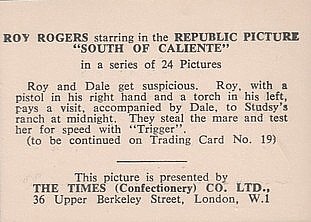 ROY ROGERS starring in the REPUBLIC PICTURE
"SOUTH OF CALIENTE"
in a series of 24 Pictures
Roy and Dale get suspicious. Roy, with a
pistol in his right hand and a torch in his left,
pays a visit, accompanied by Dale, to Studsy's
ranch at midnight. They steal the mare and test
her for speed with "Trigger".
(to be continued on Trading Card No. 19)
This picture is presented by
THE TIMES (Confectionery) CO. LTD.,
36 Upper Berkeley Street, London, W.1